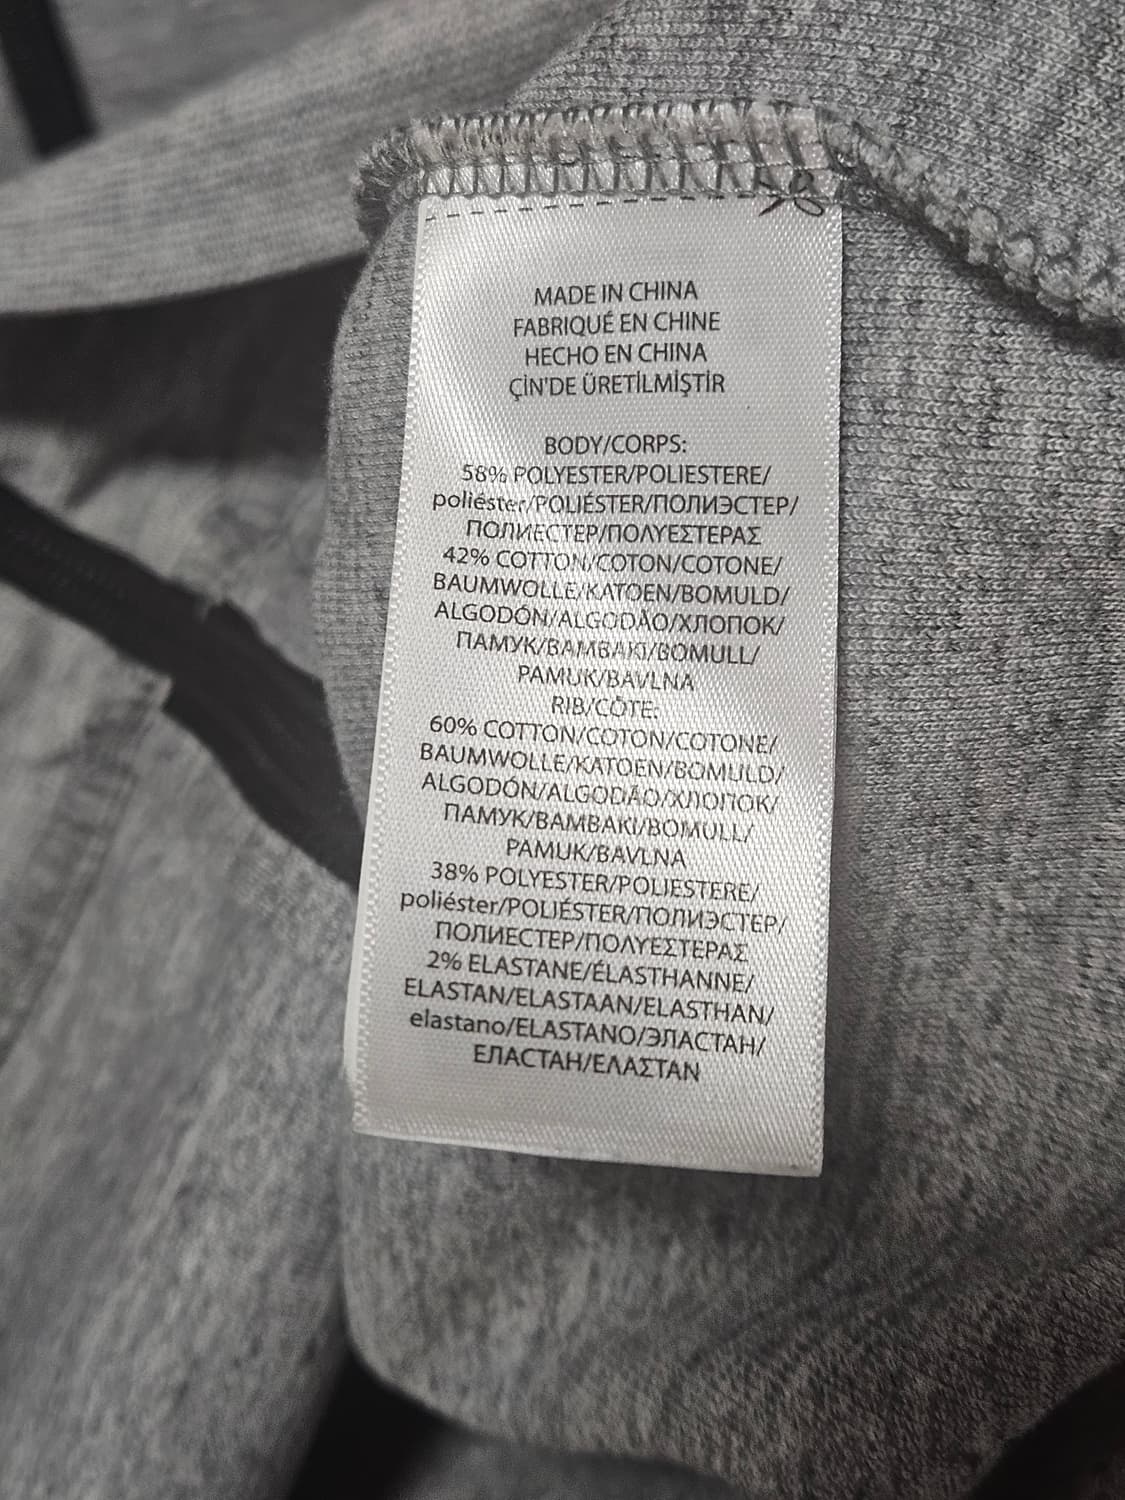 MADE IN CHINA
FABRIQUÉ EN CHINE
HECHO EN CHINA
ÇİN'DE ÜRETİLMİŞTİR
BODY/CORPS:
58% POLYESTER/POLIESTERE/
poliéster/POLIÉSTER/ПОЛИЭСТЕР/
ПОЛИЕСТЕР/ΠΟΛΥΕΣΤΕΡΑΣ
42% COTTON/COTON/COTONE/
BAUMWOLLE/KATOEN/BOMULD/
ALGODÓN/ALGODÃO/ХЛОПОК/
ПАМУК/ΒΑΜΒΑΚΙ/BOMULL/
PAMUK/BAVLNA
RIB/CÔTE:
60% COTTON/COTON/COTONE/
BAUMWOLLE/KATOEN/BOMULD/
ALGODÓN/ALGODÃO/ХЛОПОК/
ПАМУК/ΒΑΜΒΑΚΙ/BOMULL/
PAMUK/BAVLNA
38% POLYESTER/POLIESTERE/
poliéster/POLIÉSTER/ПОЛИЭСТЕР/
ПОЛИЕСТЕР/ΠΟΛΥΕΣΤΕΡΑΣ
2% ELASTANE/ÉLASTHANNE/
ELASTAN/ELASTAAN/ELASTHAN/
elastano/ELASTANO/ЭЛАСТАН/
ЕЛАСТАН/ΕΛΑΣΤΑΝ